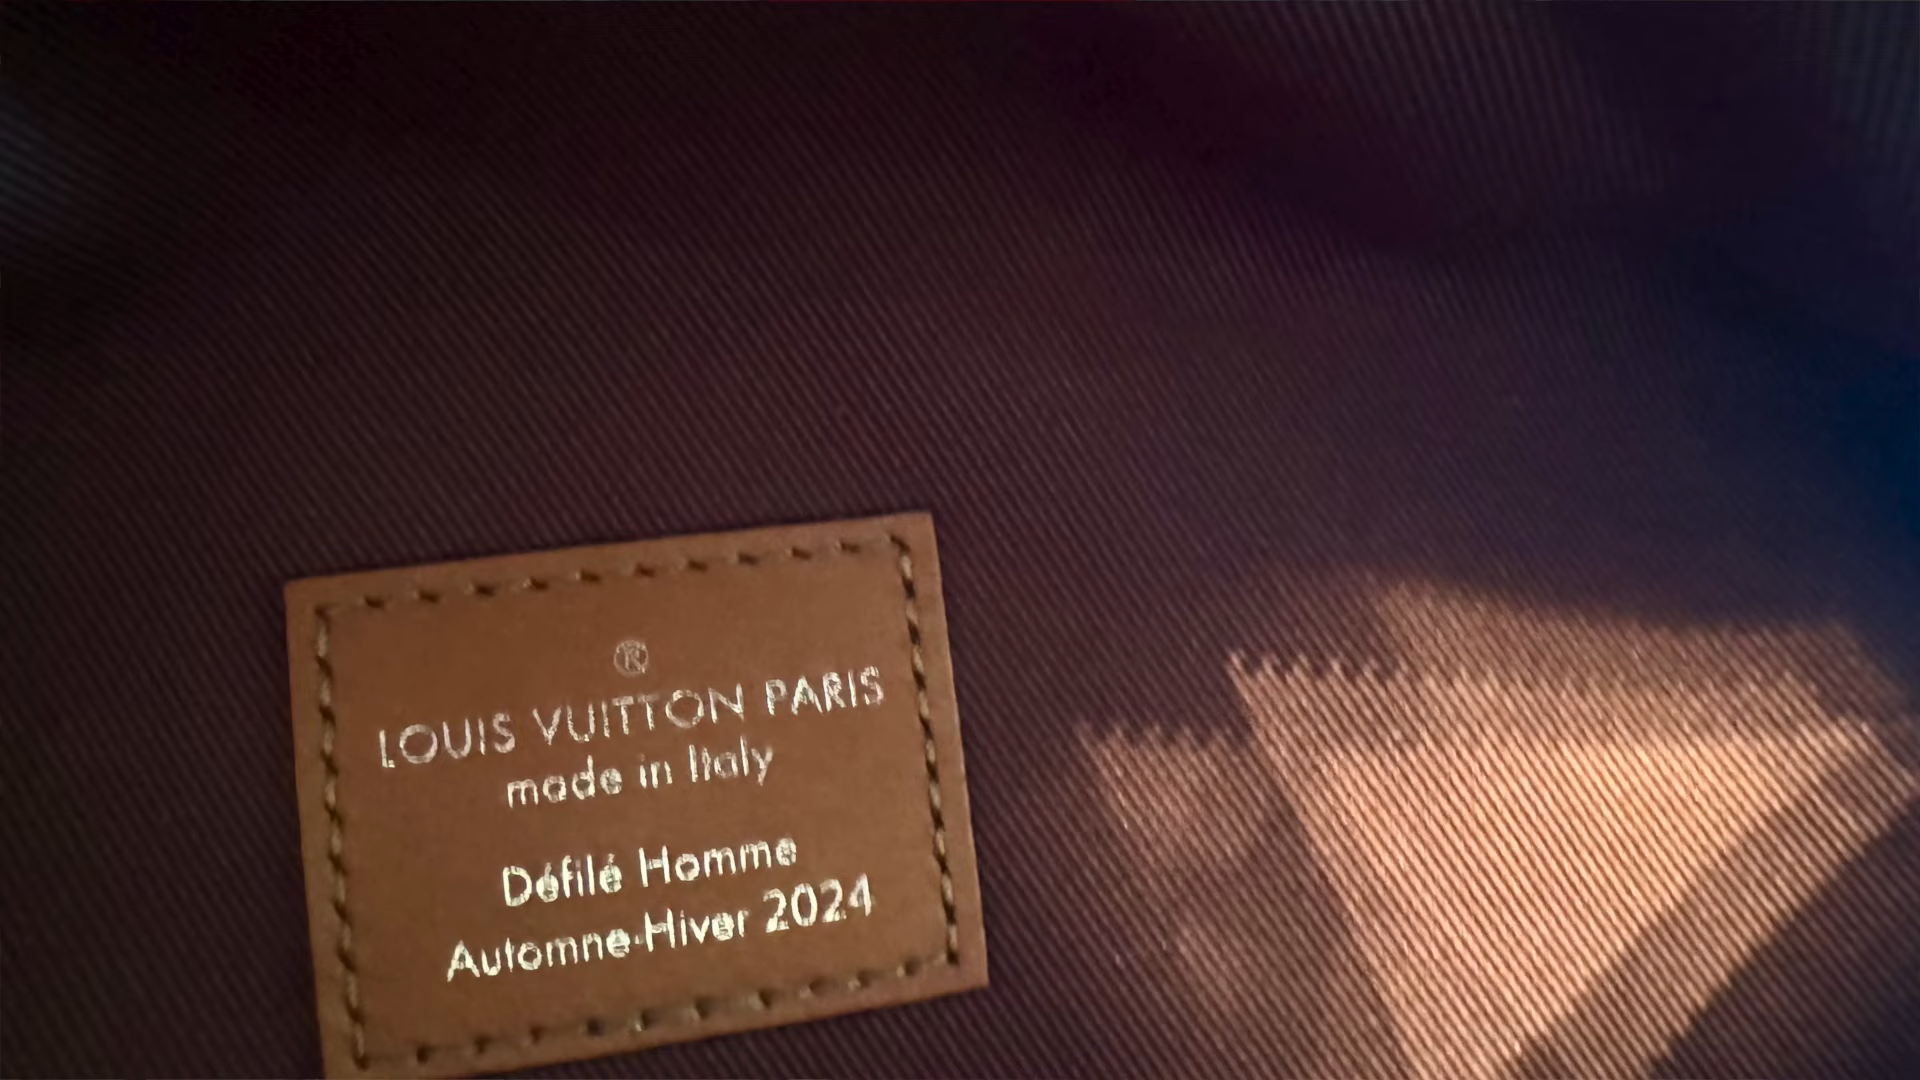 ®
LOUIS VUITTON PARIS
made in Italy
Défilé Homme
Automne-Hiver 2024